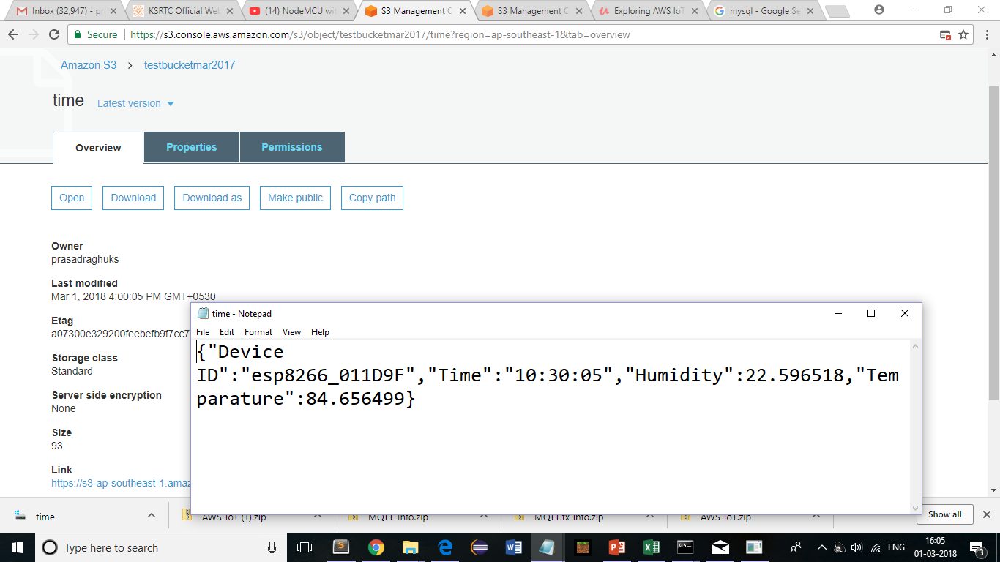 Inbox (32,947) - pr
KSRTC Official Web
(14) NodeMCU wit
S3 Management C
S3 Management C
Exploring AWS IoT
mysql - Google Se
Secure
https://s3.console.aws.amazon.com/s3/object/testbucketmar2017/time?region=ap-southeast-1&tab=overview
Amazon S3 > testbucketmar2017
time Latest version
Overview Properties Permissions
Open Download Download as Make public Copy path
Owner
prasadraghuks
Last modified
Mar 1, 2018 4:00:05 PM GMT+0530
Etag
a07300e329200feebefb9f7cc7
Storage class
Standard
Server side encryption
None
Size
93
Link
https://s3-ap-southeast-1.amaz
time - Notepad
File Edit Format View Help
{"Device
ID":"esp8266_011D9F","Time":"10:30:05","Humidity":22.596518,"Tem
parature":84.656499}
time
AWS-IoT (1).zip
MQTT-info.zip
MQTT.fx-info.zip
AWS-IoT.zip
Show all
Type here to search
ENG
16:05
01-03-2018
3